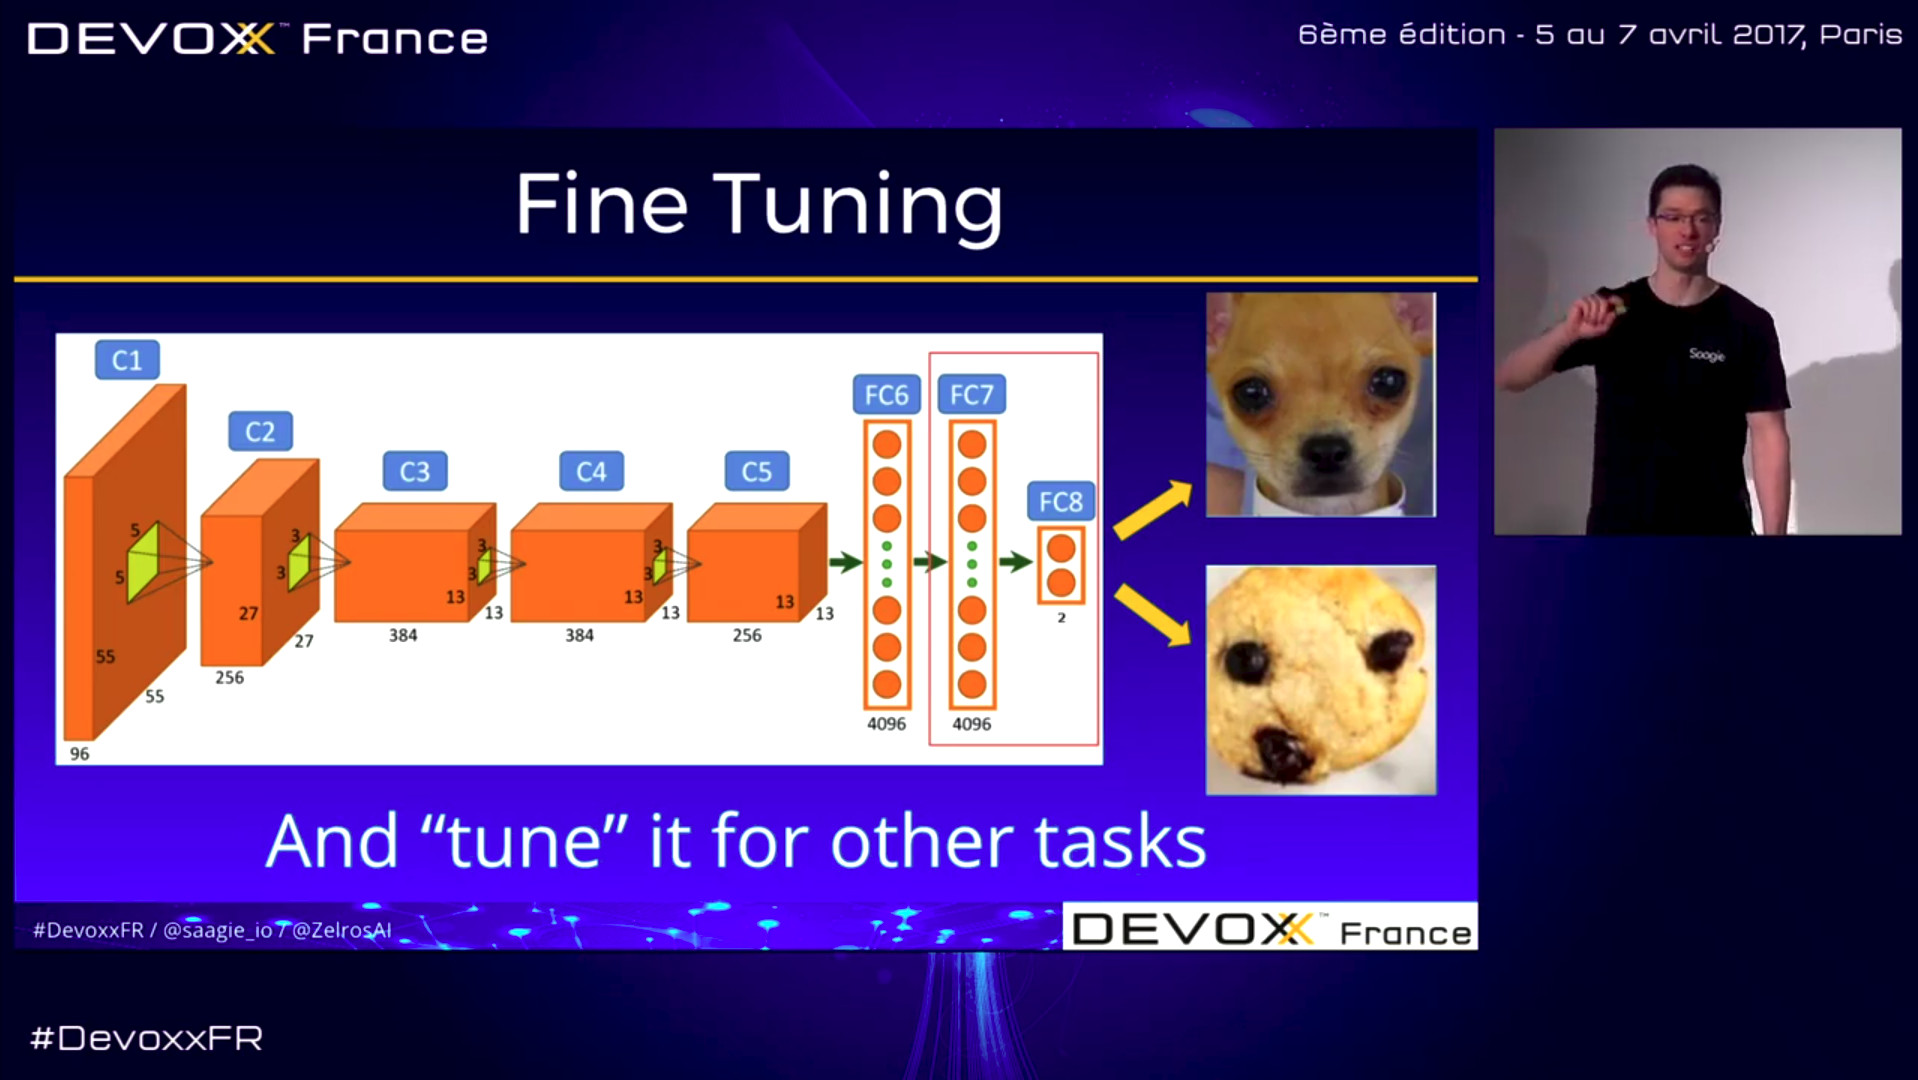 DEVOXX™ France
6ème édition - 5 au 7 avril 2017, Paris
Fine Tuning
C1
C2
C3
C4
C5
FC6
FC7
FC8
5
5
3
3
3
3
3
3
55
55
96
27
27
256
13
13
384
13
13
384
13
13
256
4096
4096
2
Saagie
And “tune” it for other tasks
#DevoxxFR / @saagie_io / @ZelrosAI
DEVOXX™ France
#DevoxxFR